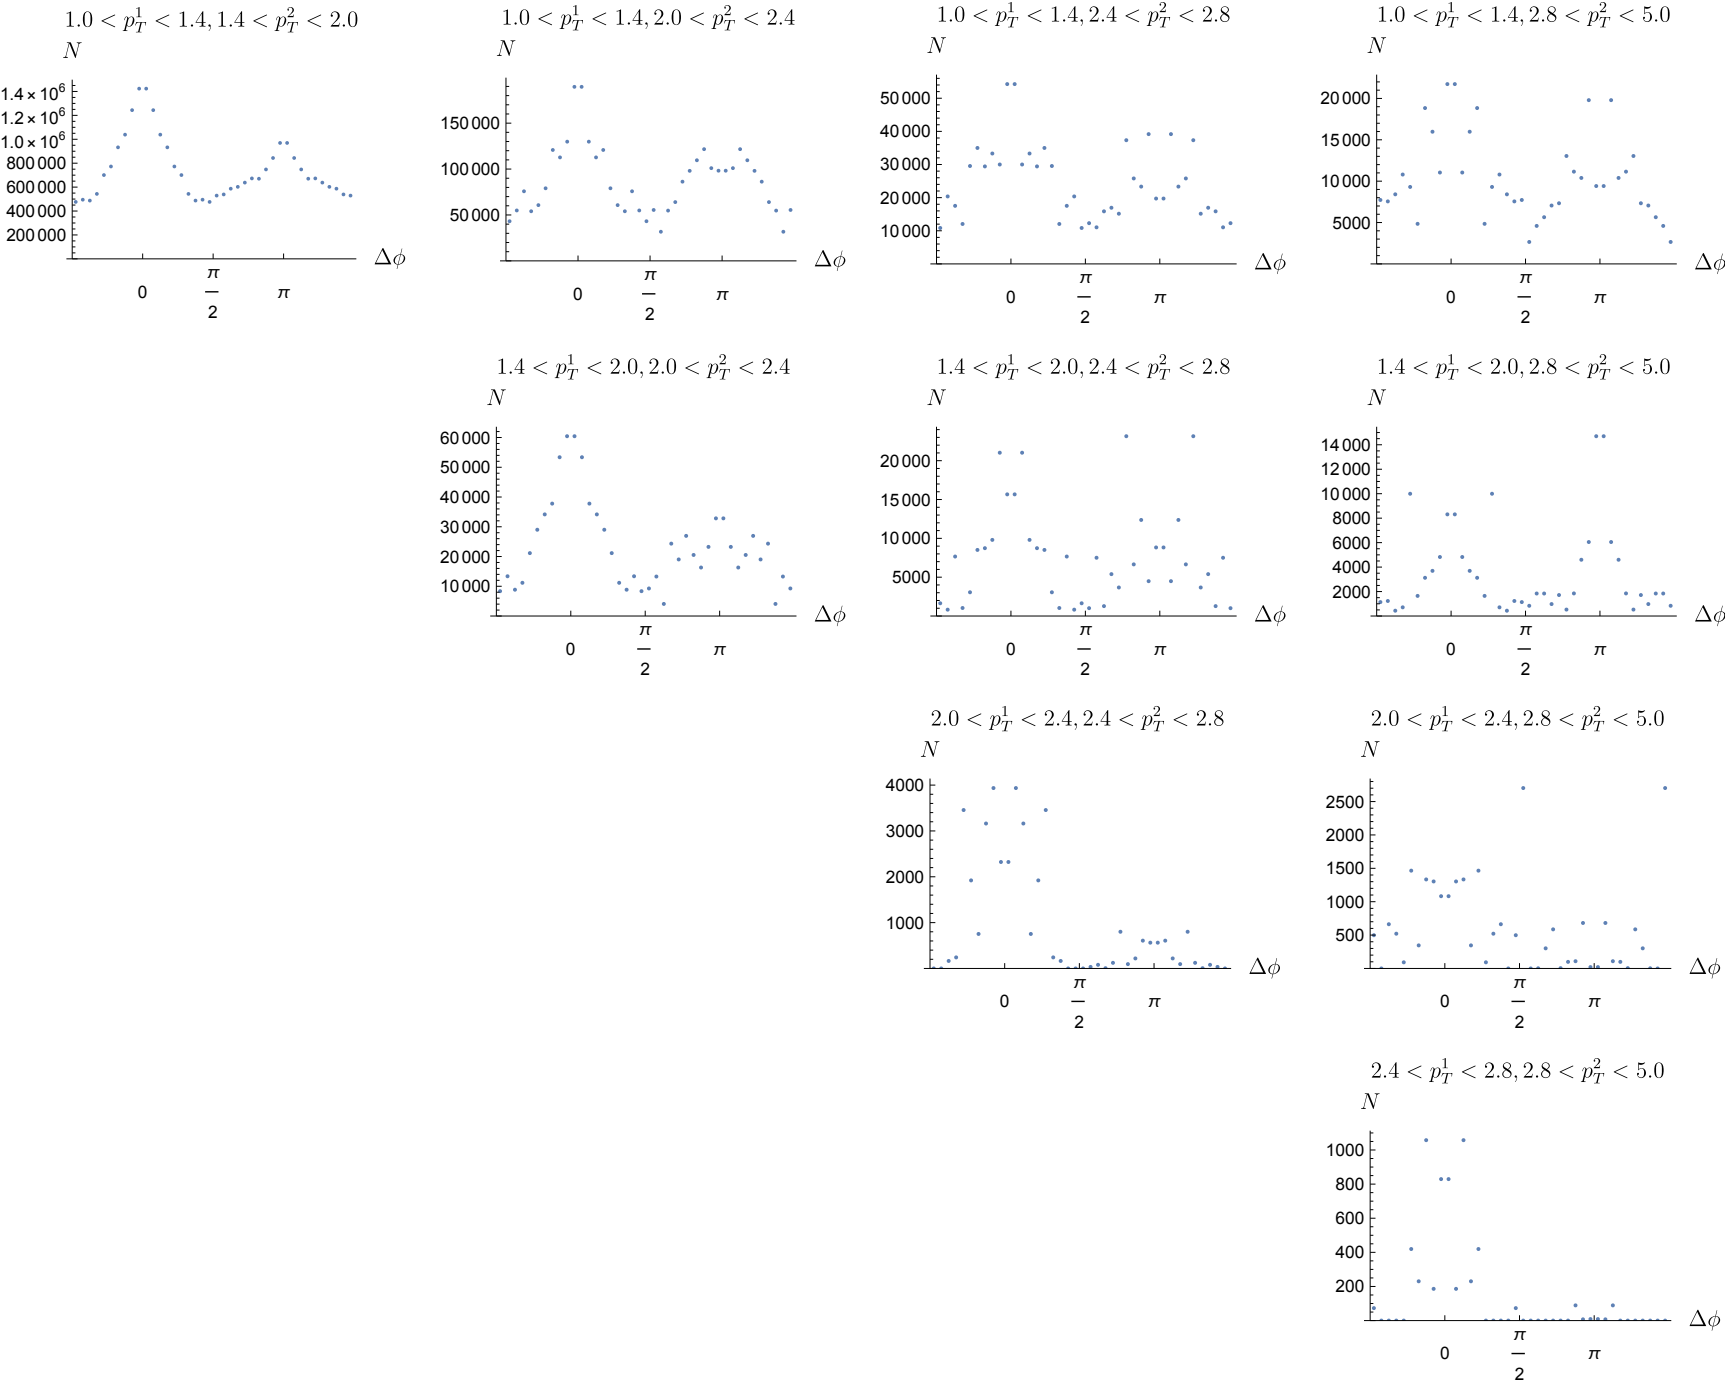 1.0 < p_T^1 < 1.4, 1.4 < p_T^2 < 2.0
N
1.4 × 10^6
1.2 × 10^6
1.0 × 10^6
800 000
600 000
400 000
200 000
0
π/2
π
Δϕ
1.0 < p_T^1 < 1.4, 2.0 < p_T^2 < 2.4
N
150 000
100 000
50 000
0
π/2
π
Δϕ
1.0 < p_T^1 < 1.4, 2.4 < p_T^2 < 2.8
N
50 000
40 000
30 000
20 000
10 000
0
π/2
π
Δϕ
1.0 < p_T^1 < 1.4, 2.8 < p_T^2 < 5.0
N
20 000
15 000
10 000
5000
0
π/2
π
Δϕ
1.4 < p_T^1 < 2.0, 2.0 < p_T^2 < 2.4
N
60 000
50 000
40 000
30 000
20 000
10 000
0
π/2
π
Δϕ
1.4 < p_T^1 < 2.0, 2.4 < p_T^2 < 2.8
N
20 000
15 000
10 000
5000
0
π/2
π
Δϕ
1.4 < p_T^1 < 2.0, 2.8 < p_T^2 < 5.0
N
14 000
12 000
10 000
8000
6000
4000
2000
0
π/2
π
Δϕ
2.0 < p_T^1 < 2.4, 2.4 < p_T^2 < 2.8
N
4000
3000
2000
1000
0
π/2
π
Δϕ
2.0 < p_T^1 < 2.4, 2.8 < p_T^2 < 5.0
N
2500
2000
1500
1000
500
0
π/2
π
Δϕ
2.4 < p_T^1 < 2.8, 2.8 < p_T^2 < 5.0
N
1000
800
600
400
200
0
π/2
π
Δϕ